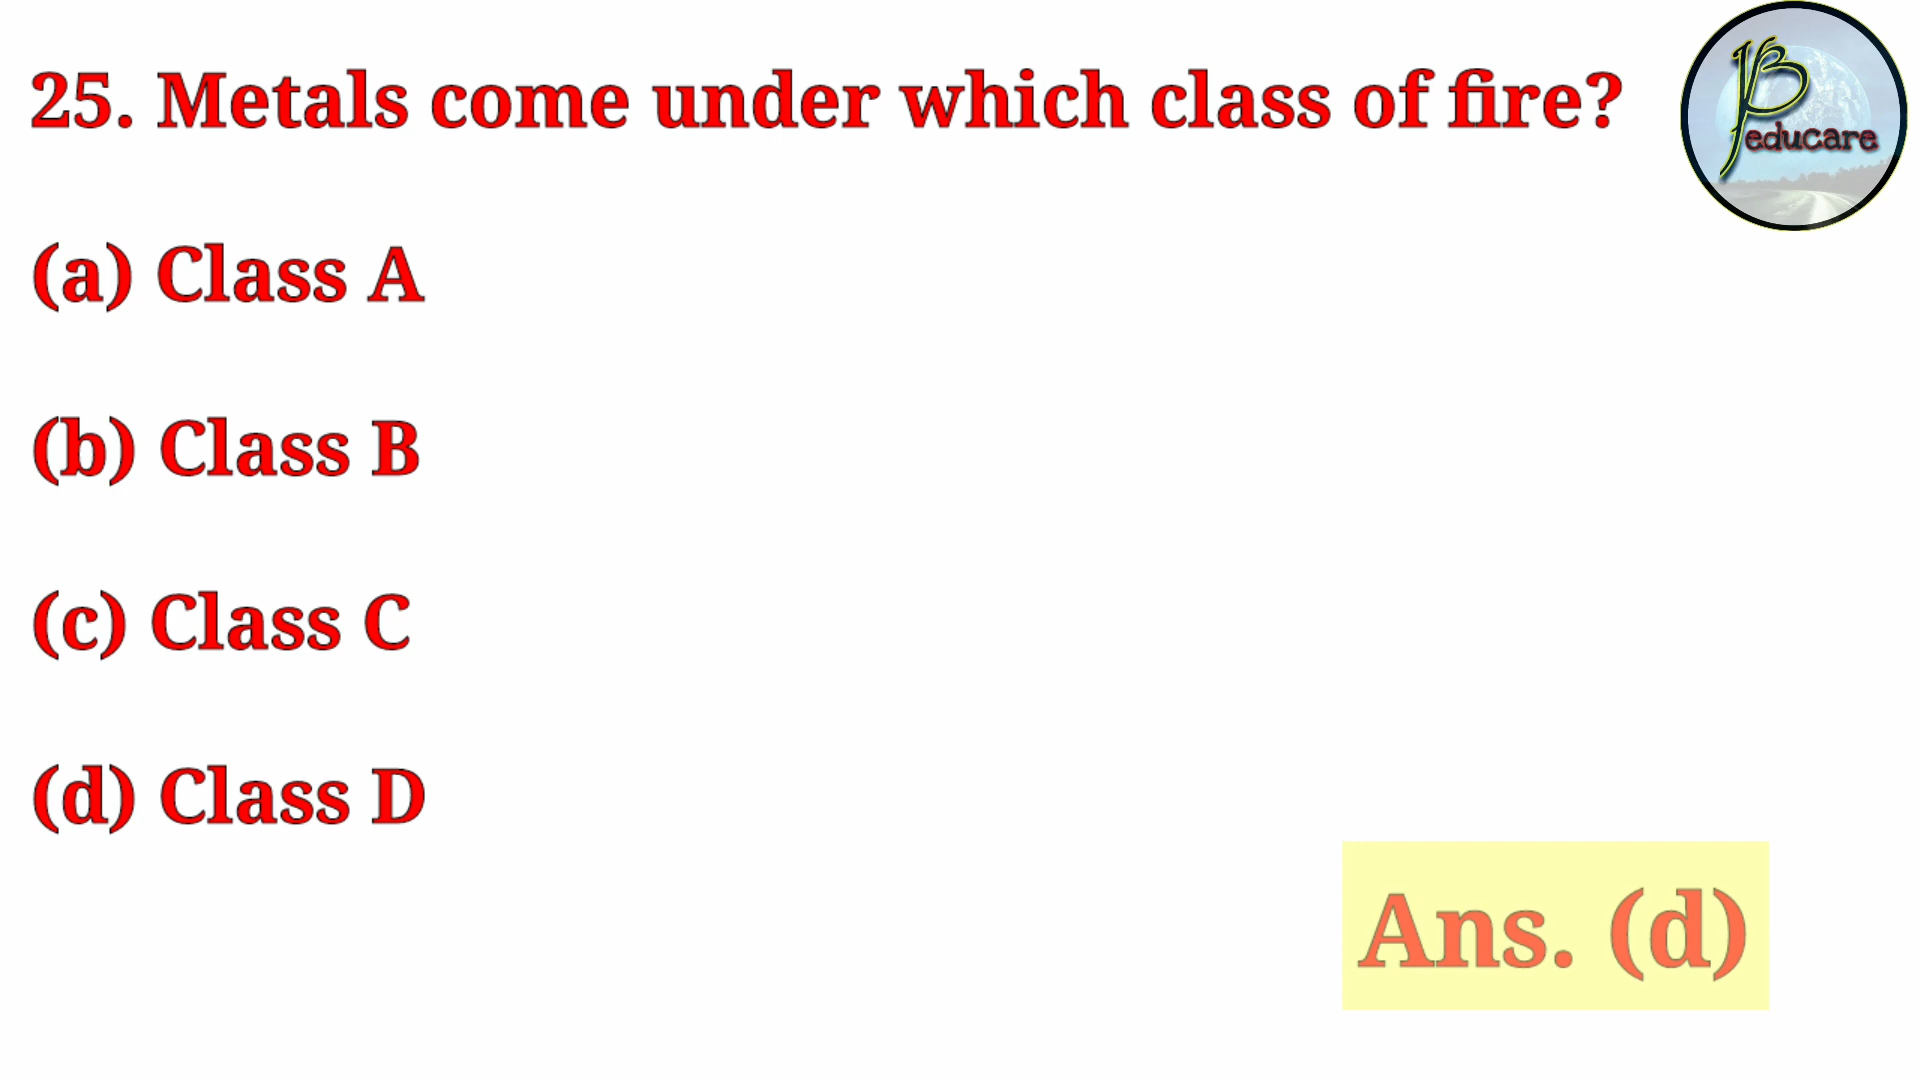 25. Metals come under which class of fire?
(a) Class A
(b) Class B
(c) Class C
(d) Class D
Ans. (d)
educare